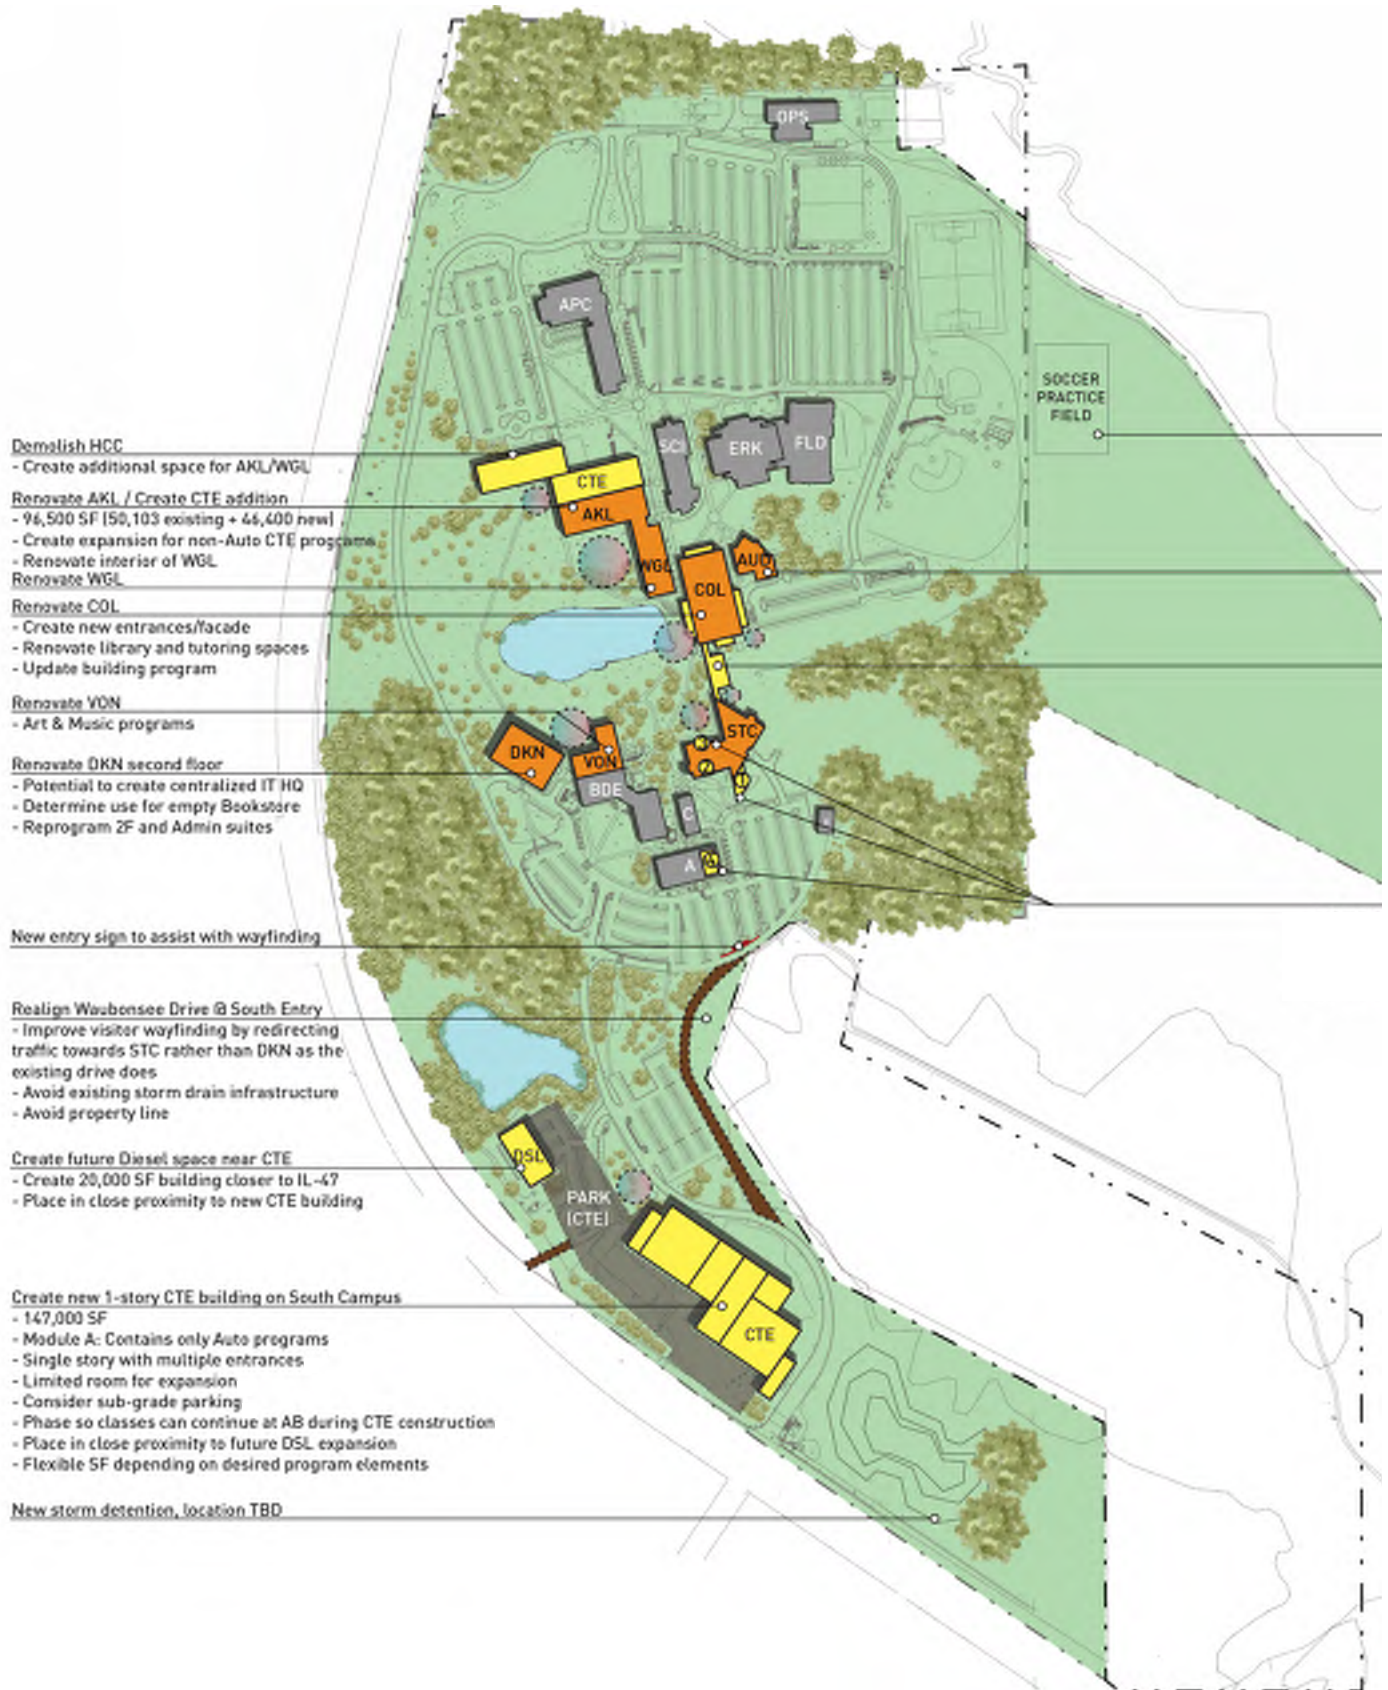 OPS
APC
SOCCER
PRACTICE
FIELD
SCI
ERK
FLD
Demolish HCC
- Create additional space for AKL/WGL
Renovate AKL / Create CTE addition
- 96,500 SF (50,103 existing + 46,400 new)
- Create expansion for non-Auto CTE programs
- Renovate interior of WGL
Renovate WGL
Renovate COL
- Create new entrances/facade
- Renovate library and tutoring spaces
- Update building program
Renovate VON
- Art & Music programs
Renovate DKN second floor
- Potential to create centralized IT HQ
- Determine use for empty Bookstore
- Reprogram 2F and Admin suites
CTE
AKL
WGL
COL
AUD
STC
3
2
1
DKN
VON
BDE
C
A
New entry sign to assist with wayfinding
Realign Waubonsee Drive @ South Entry
- Improve visitor wayfinding by redirecting
traffic towards STC rather than DKN as the
existing drive does
- Avoid existing storm drain infrastructure
- Avoid property line
Create future Diesel space near CTE
- Create 20,000 SF building closer to IL-47
- Place in close proximity to new CTE building
DSL
PARK
(CTE)
Create new 1-story CTE building on South Campus
- 147,000 SF
- Module A: Contains only Auto programs
- Single story with multiple entrances
- Limited room for expansion
- Consider sub-grade parking
- Phase so classes can continue at AB during CTE construction
- Place in close proximity to future DSL expansion
- Flexible SF depending on desired program elements
CTE
New storm detention, location TBD